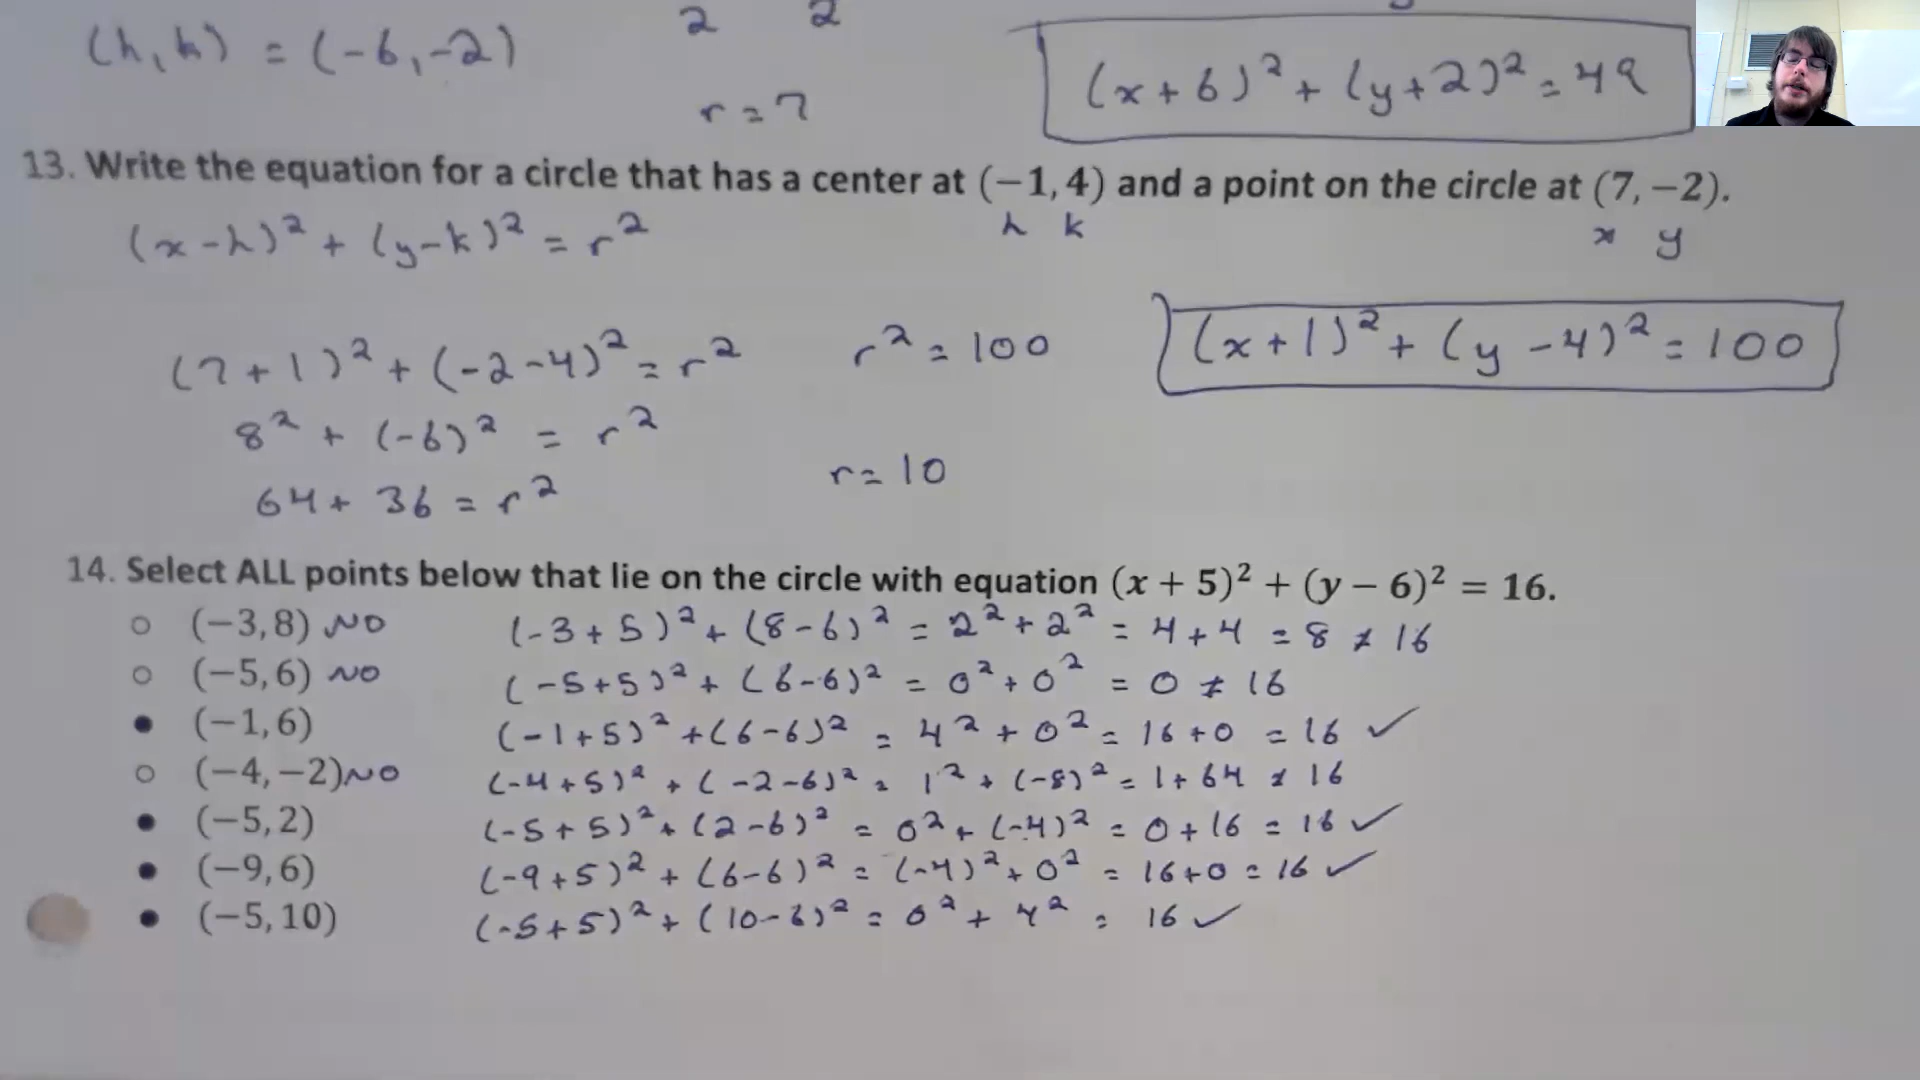 (h, k) = (-6, -2)
2 2
r = 7
(x + 6)² + (y + 2)² = 49
13. Write the equation for a circle that has a center at (−1, 4) and a point on the circle at (7, −2).
h k
x y
(x - h)² + (y - k)² = r²
(7 + 1)² + (-2 - 4)² = r²
r² = 100
(x + 1)² + (y - 4)² = 100
8² + (-6)² = r²
r = 10
64 + 36 = r²
14. Select ALL points below that lie on the circle with equation (x + 5)² + (y − 6)² = 16.
○ (−3, 8) NO (-3 + 5)² + (8 - 6)² = 2² + 2² = 4 + 4 = 8 ≠ 16
○ (−5, 6) NO (-5 + 5)² + (6 - 6)² = 0² + 0² = 0 ≠ 16
● (−1, 6) (-1 + 5)² + (6 - 6)² = 4² + 0² = 16 + 0 = 16 ✓
○ (−4, −2) NO (-4 + 5)² + (-2 - 6)² = 1² + (-8)² = 1 + 64 ≠ 16
● (−5, 2) (-5 + 5)² + (2 - 6)² = 0² + (-4)² = 0 + 16 = 16 ✓
● (−9, 6) (-9 + 5)² + (6 - 6)² = (-4)² + 0² = 16 + 0 = 16 ✓
● (−5, 10) (-5 + 5)² + (10 - 6)² = 0² + 4² = 16 ✓